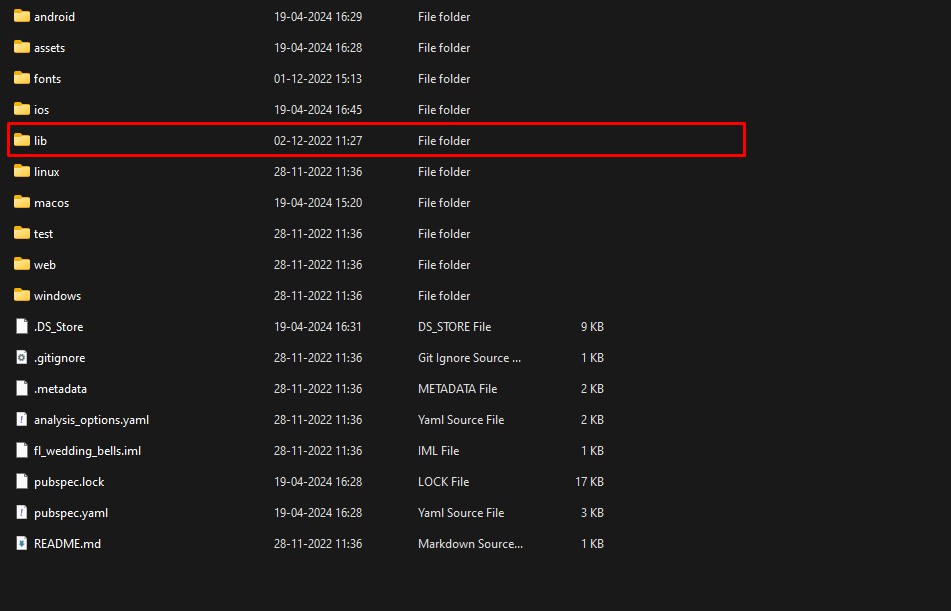 android 19-04-2024 16:29 File folder
assets 19-04-2024 16:28 File folder
fonts 01-12-2022 15:13 File folder
ios 19-04-2024 16:45 File folder
lib 02-12-2022 11:27 File folder
linux 28-11-2022 11:36 File folder
macos 19-04-2024 15:20 File folder
test 28-11-2022 11:36 File folder
web 28-11-2022 11:36 File folder
windows 28-11-2022 11:36 File folder
.DS_Store 19-04-2024 16:31 DS_STORE File 9 KB
.gitignore 28-11-2022 11:36 Git Ignore Source ... 1 KB
.metadata 28-11-2022 11:36 METADATA File 2 KB
analysis_options.yaml 28-11-2022 11:36 Yaml Source File 2 KB
fl_wedding_bells.iml 28-11-2022 11:36 IML File 1 KB
pubspec.lock 19-04-2024 16:28 LOCK File 17 KB
pubspec.yaml 19-04-2024 16:28 Yaml Source File 3 KB
README.md 28-11-2022 11:36 Markdown Source... 1 KB